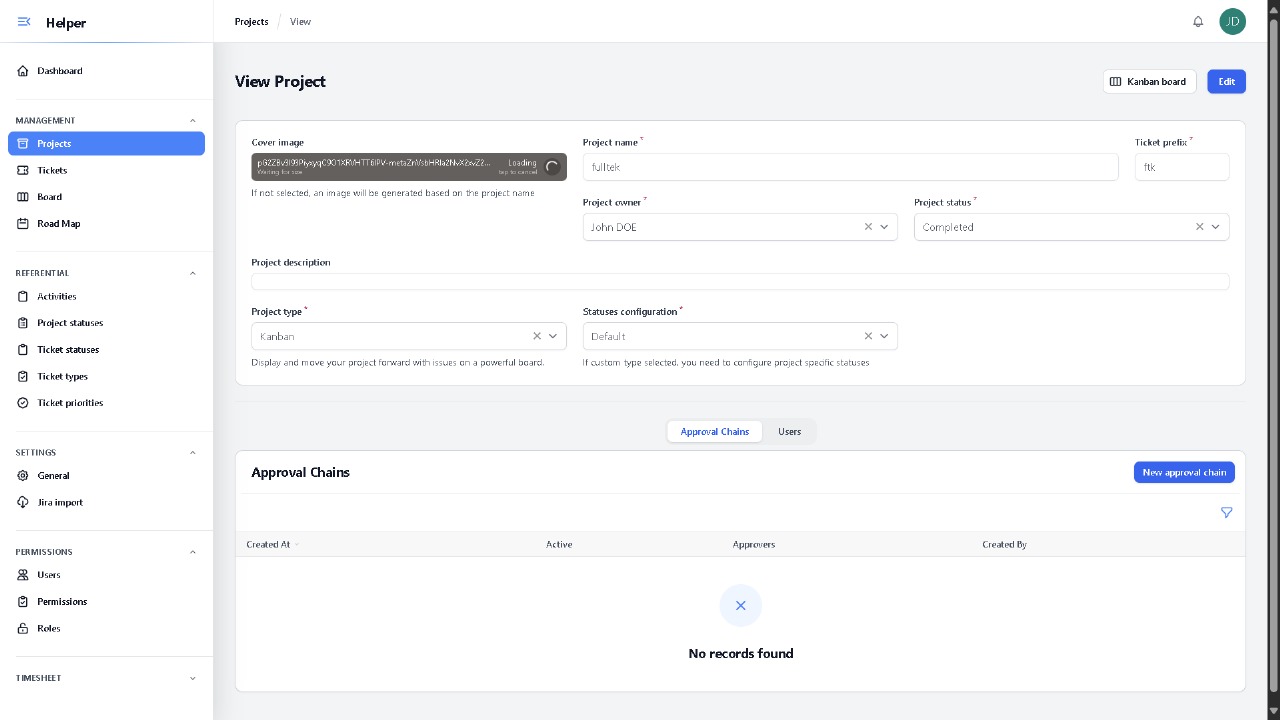 Helper
Projects / View
JD
Dashboard
MANAGEMENT
Projects
Tickets
Board
Road Map
REFERENTIAL
Activities
Project statuses
Ticket statuses
Ticket types
Ticket priorities
SETTINGS
General
Jira import
PERMISSIONS
Users
Permissions
Roles
TIMESHEET
View Project
Kanban board
Edit
Cover image
Loading
Waiting for size
tap to cancel
If not selected, an image will be generated based on the project name
Project name *
fulltek
Ticket prefix *
ftk
Project owner *
John DOE
Project status *
Completed
Project description
Project type *
Kanban
Display and move your project forward with issues on a powerful board.
Statuses configuration *
Default
If custom type selected, you need to configure project specific statuses
Approval Chains
Users
Approval Chains
New approval chain
Created At
Active
Approvers
Created By
No records found